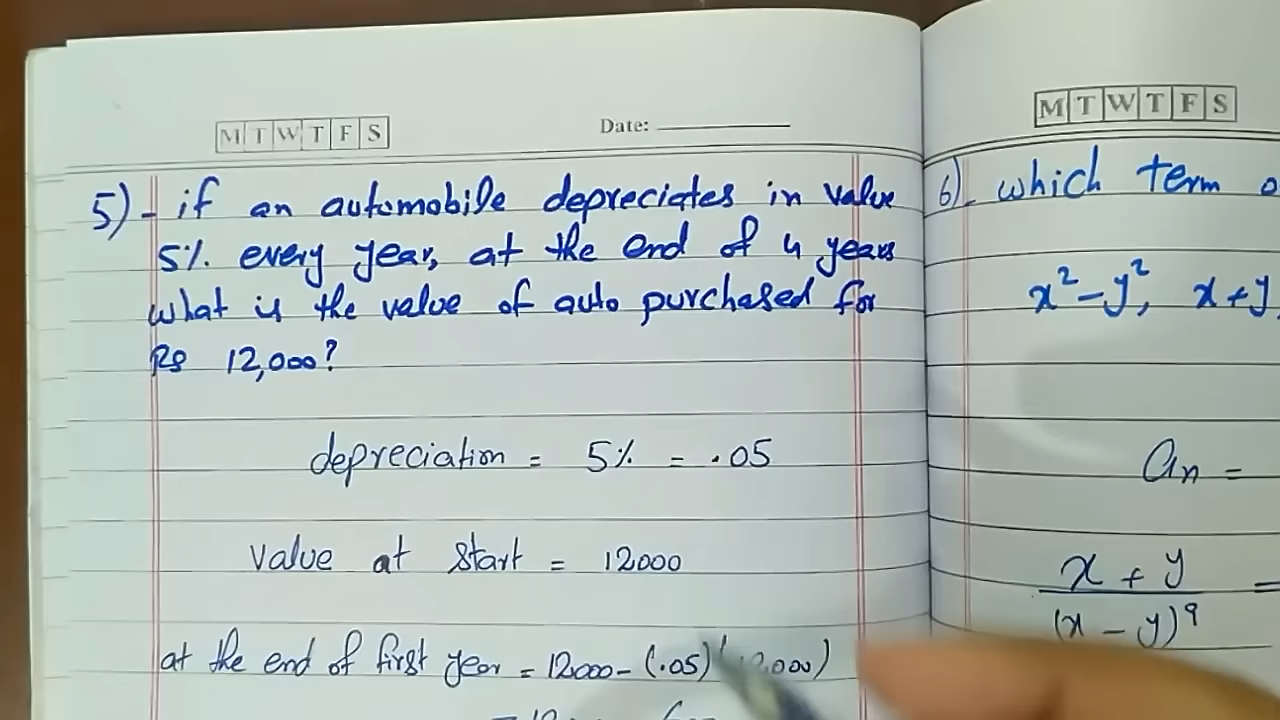 M T W T F S
Date:
5)- if an automobile depreciates in value
5% every year, at the end of 4 years
what is the value of auto purchased for
Rs 12,000?
depreciation = 5% = .05
value at start = 12000
at the end of first year = 12000 - (.05)(12,000)
M T W T F S
6) which term
x² - y², x + y,
an =
x + y
(x - y)⁹
=